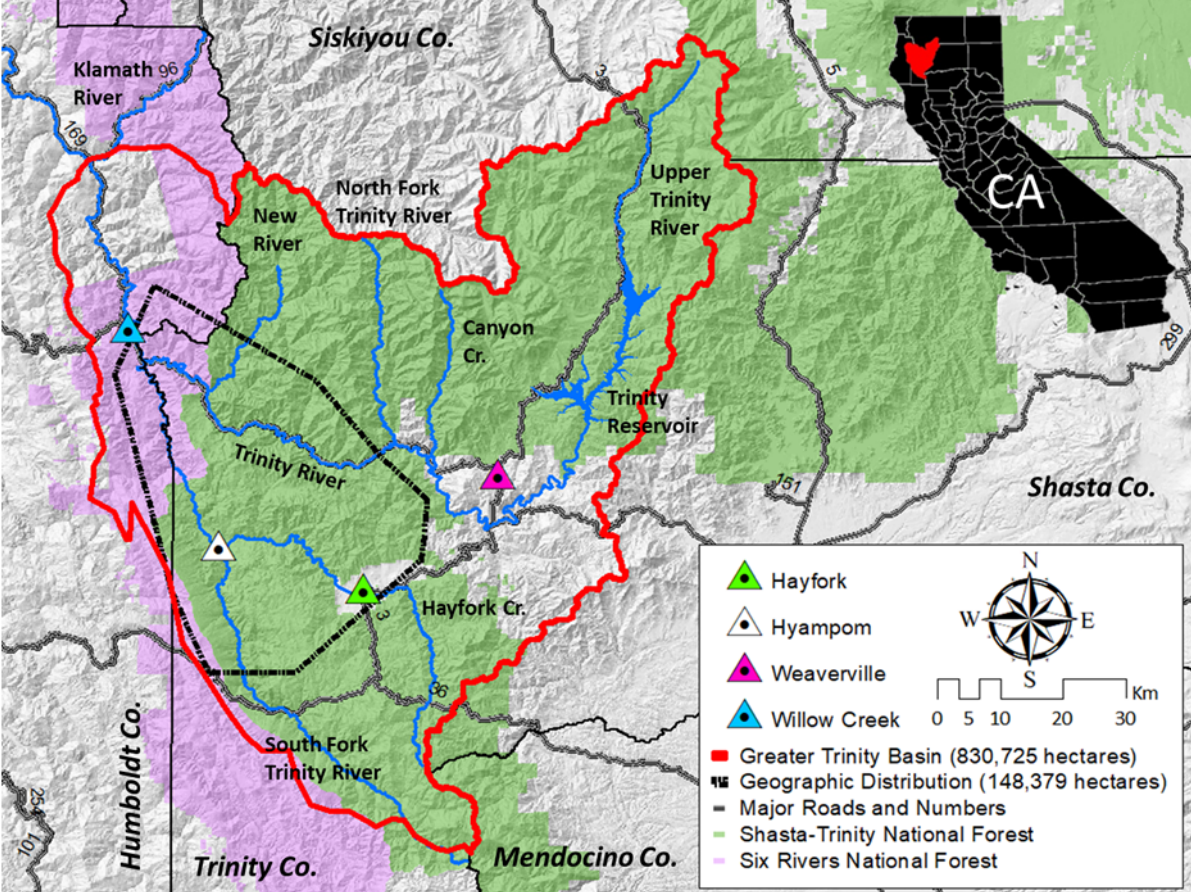 Siskiyou Co.
Klamath
River
96
3
5
169
CA
North Fork
Trinity River
Upper
Trinity
River
New
River
Canyon
Cr.
299
Trinity
Reservoir
Trinity River
151
Shasta Co.
Hayfork Cr.
3
36
South Fork
Trinity River
Humboldt Co.
254
101
Trinity Co.
Mendocino Co.
Hayfork
Hyampom
Weaverville
Willow Creek
N
W
E
S
Km
0 5 10 20 30
Greater Trinity Basin (830,725 hectares)
Geographic Distribution (148,379 hectares)
Major Roads and Numbers
Shasta-Trinity National Forest
Six Rivers National Forest